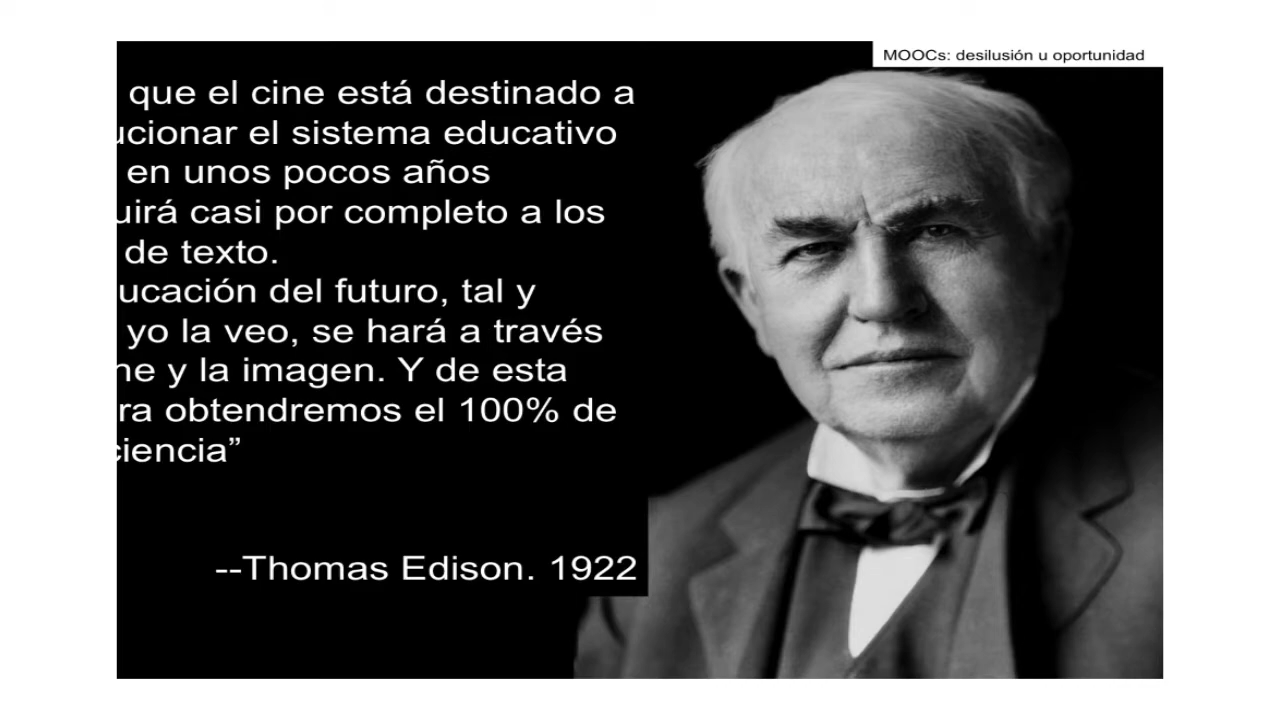 MOOCs: desilusión u oportunidad
que el cine está destinado a
ucionar el sistema educativo
en unos pocos años
uirá casi por completo a los
de texto.
ucación del futuro, tal y
yo la veo, se hará a través
ne y la imagen. Y de esta
ra obtendremos el 100% de
ciencia”
--Thomas Edison. 1922